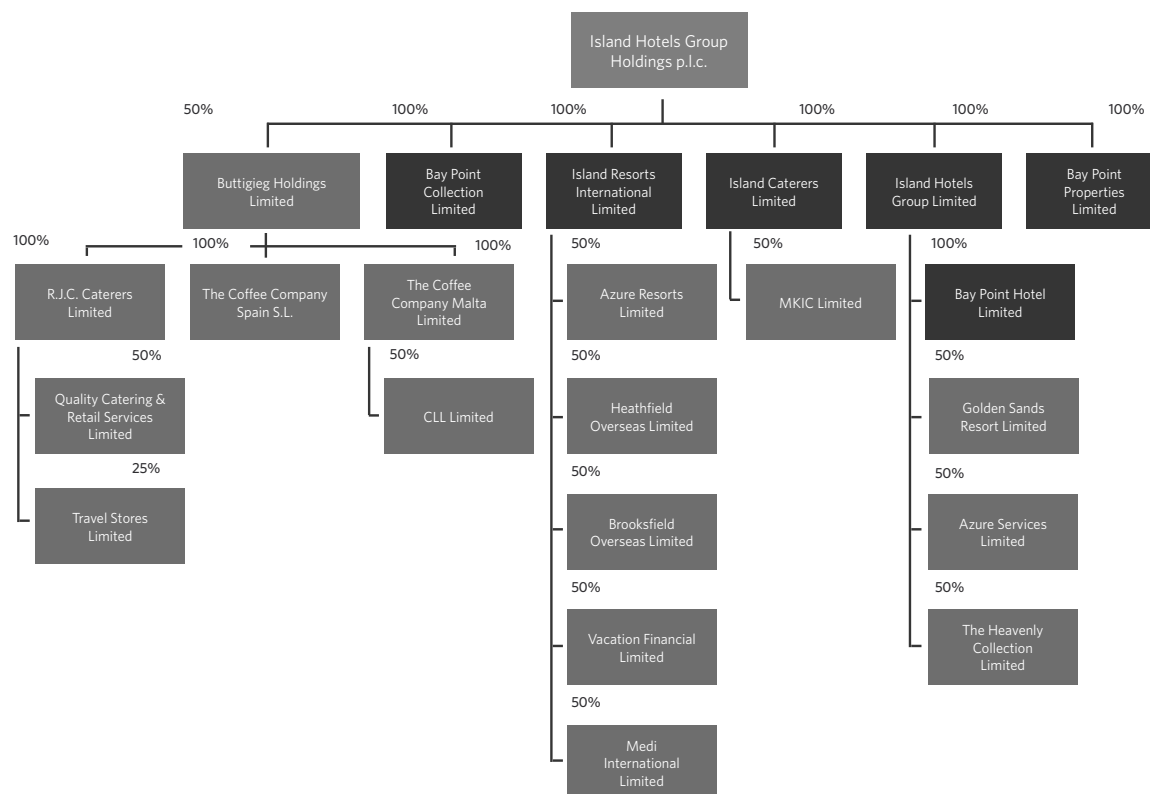 Island Hotels Group
Holdings p.l.c.
50%
100%
100%
100%
100%
100%
Buttigieg Holdings
Limited
Bay Point
Collection
Limited
Island Resorts
International
Limited
Island Caterers
Limited
Island Hotels
Group Limited
Bay Point
Properties
Limited
100%
100%
100%
50%
50%
100%
R.J.C. Caterers
Limited
The Coffee Company
Spain S.L.
The Coffee
Company Malta
Limited
Azure Resorts
Limited
MKIC Limited
Bay Point Hotel
Limited
50%
50%
50%
50%
Quality Catering &
Retail Services
Limited
CLL Limited
Heathfield
Overseas Limited
Golden Sands
Resort Limited
25%
50%
50%
Travel Stores
Limited
Brooksfield
Overseas Limited
Azure Services
Limited
50%
50%
Vacation Financial
Limited
The Heavenly
Collection
Limited
50%
Medi
International
Limited